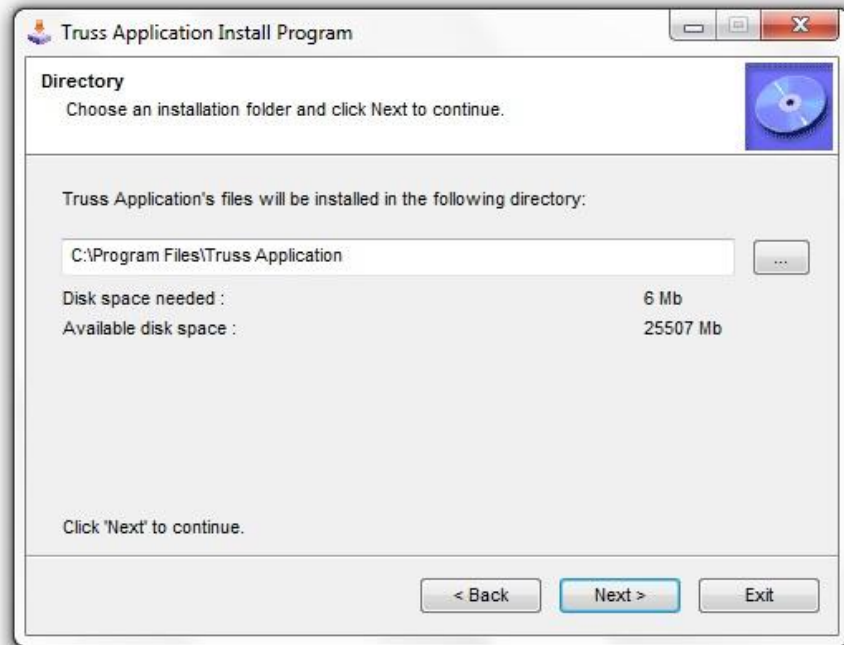 Truss Application Install Program
Directory
Choose an installation folder and click Next to continue.
Truss Application's files will be installed in the following directory:
C:\Program Files\Truss Application
...
Disk space needed : 6 Mb
Available disk space : 25507 Mb
Click 'Next' to continue.
< Back Next > Exit